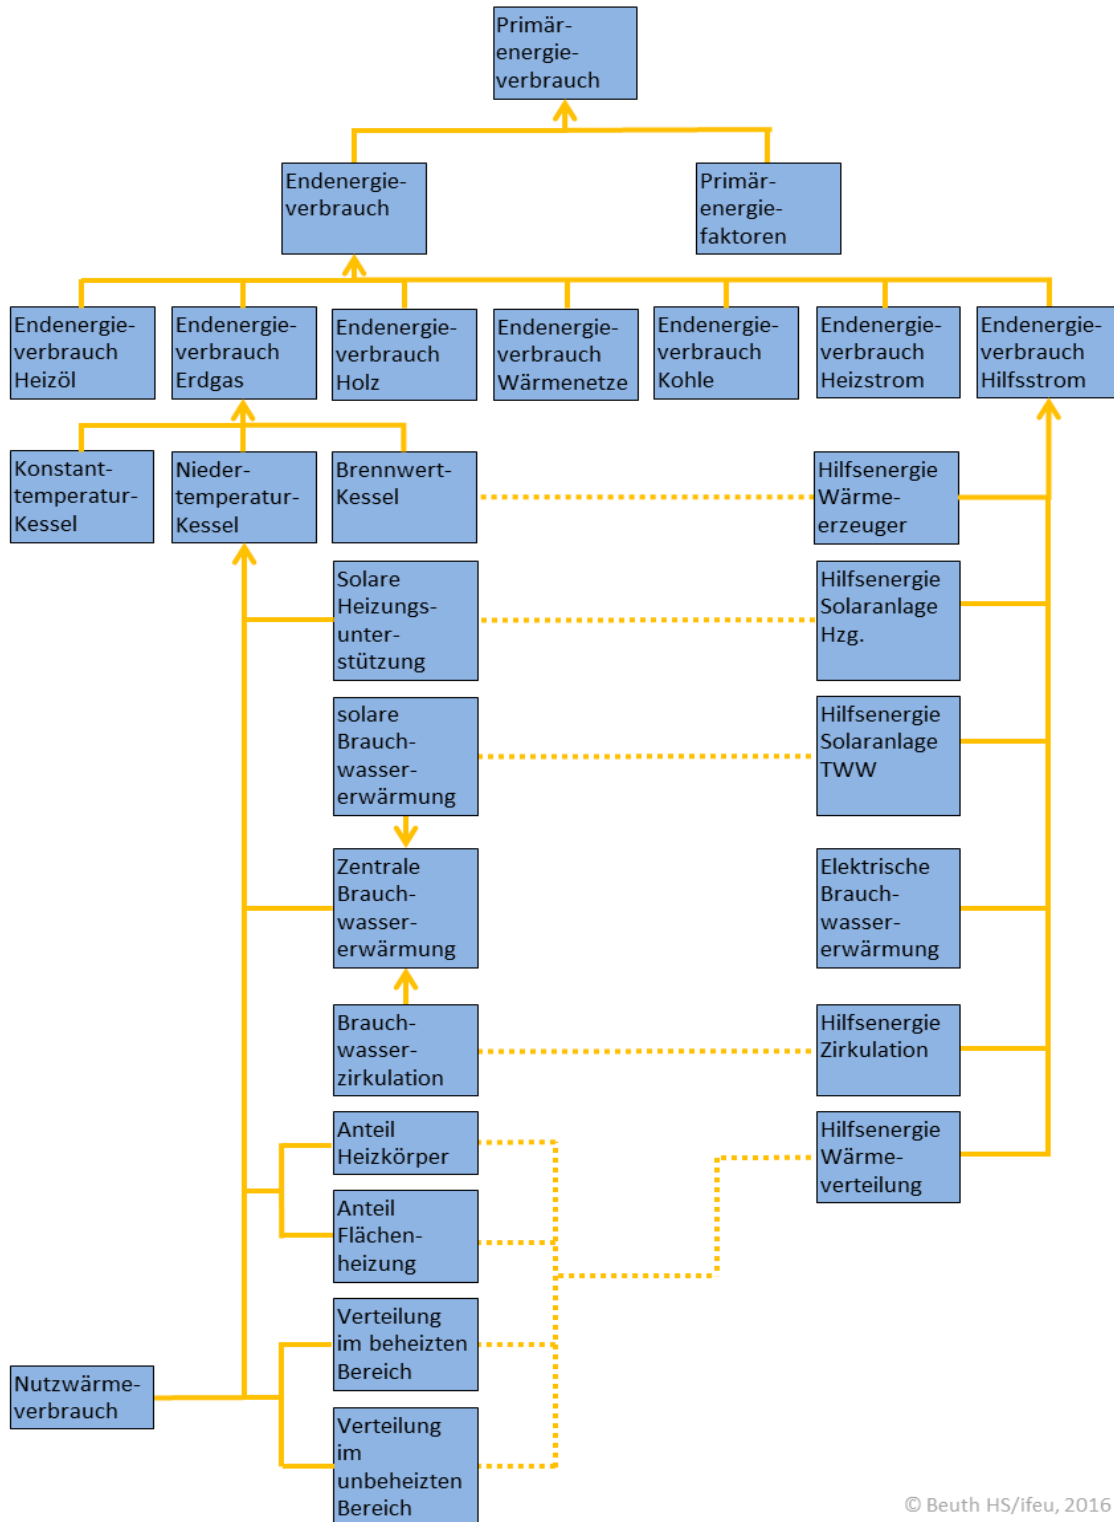 Primär-
energie-
verbrauch
Endenergie-
verbrauch
Primär-
energie-
faktoren
Endenergie-
verbrauch
Heizöl
Endenergie-
verbrauch
Erdgas
Endenergie-
verbrauch
Holz
Endenergie-
verbrauch
Wärmenetze
Endenergie-
verbrauch
Kohle
Endenergie-
verbrauch
Heizstrom
Endenergie-
verbrauch
Hilfsstrom
Konstant-
temperatur-
Kessel
Nieder-
temperatur-
Kessel
Brennwert-
Kessel
Hilfsenergie
Wärme-
erzeuger
Solare
Heizungs-
unter-
stützung
Hilfsenergie
Solaranlage
Hzg.
solare
Brauch-
wasser-
erwärmung
Hilfsenergie
Solaranlage
TWW
Zentrale
Brauch-
wasser-
erwärmung
Elektrische
Brauch-
wasser-
erwärmung
Brauch-
wasser-
zirkulation
Hilfsenergie
Zirkulation
Anteil
Heizkörper
Hilfsenergie
Wärme-
verteilung
Anteil
Flächen-
heizung
Verteilung
im beheizten
Bereich
Nutzwärme-
verbrauch
Verteilung
im
unbeheizten
Bereich
© Beuth HS/ifeu, 2016